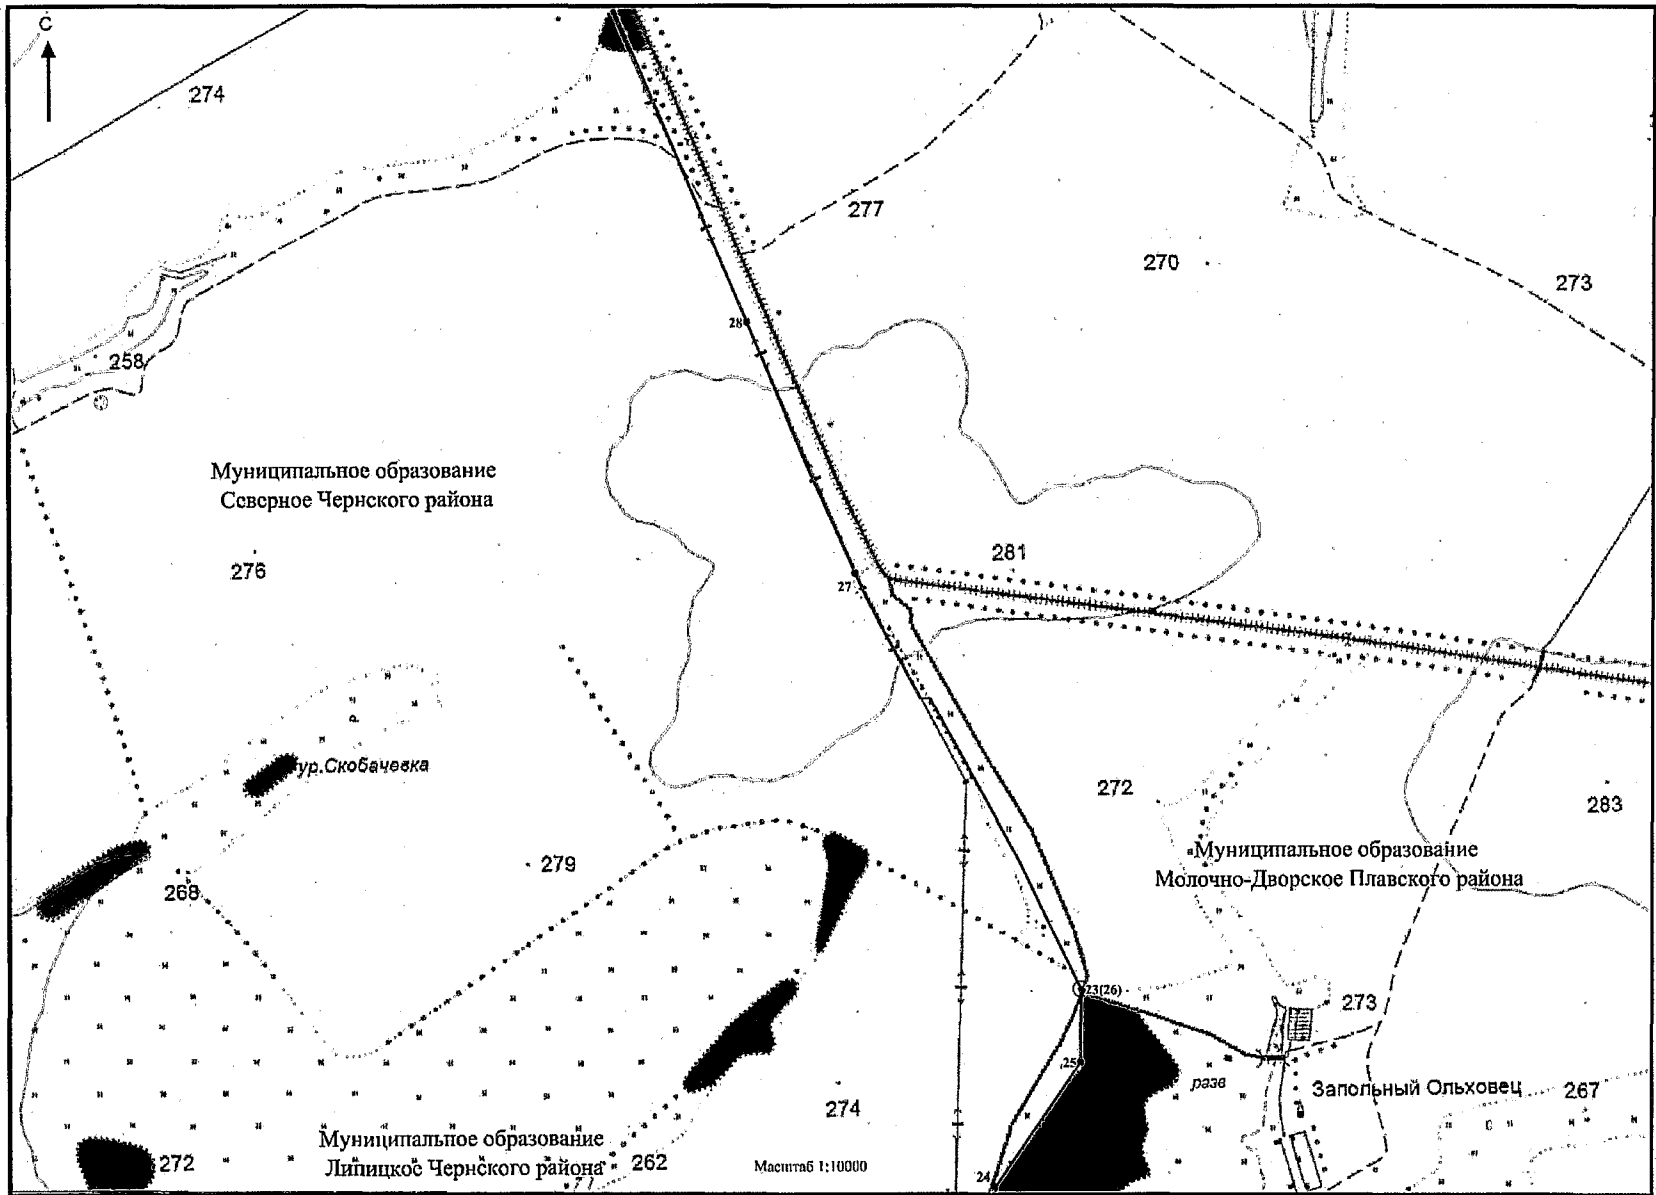 С
274
277
270
273
28
258
Муниципальное образование
Северное Чернского района
276
281
27
ур.Скобачевка
272
283
279
268
Муниципальное образование
Молочно-Дворское Плавского района
23(26)
273
25
разв
Запольный Ольховец
267
274
Муниципальное образование
Липицкое Чернского района
272
262
Масштаб 1:10000
24